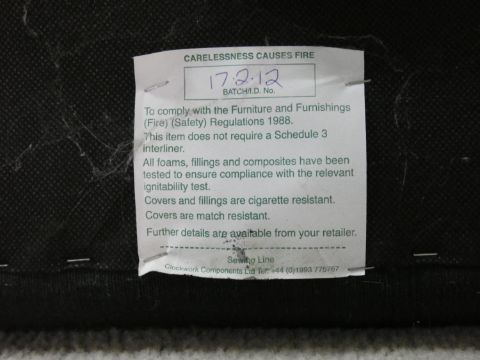 CARELESSNESS CAUSES FIRE
17.2.12
BATCH/I.D. No.
To comply with the Furniture and Furnishings
(Fire) (Safety) Regulations 1988.
This item does not require a Schedule 3
interliner.
All foams, fillings and composites have been
tested to ensure compliance with the relevant
ignitability test.
Covers and fillings are cigarette resistant.
Covers are match resistant.
Further details are available from your retailer.
Sewing Line
Clockwork Components Ltd Tel: +44 (0)1993 775767